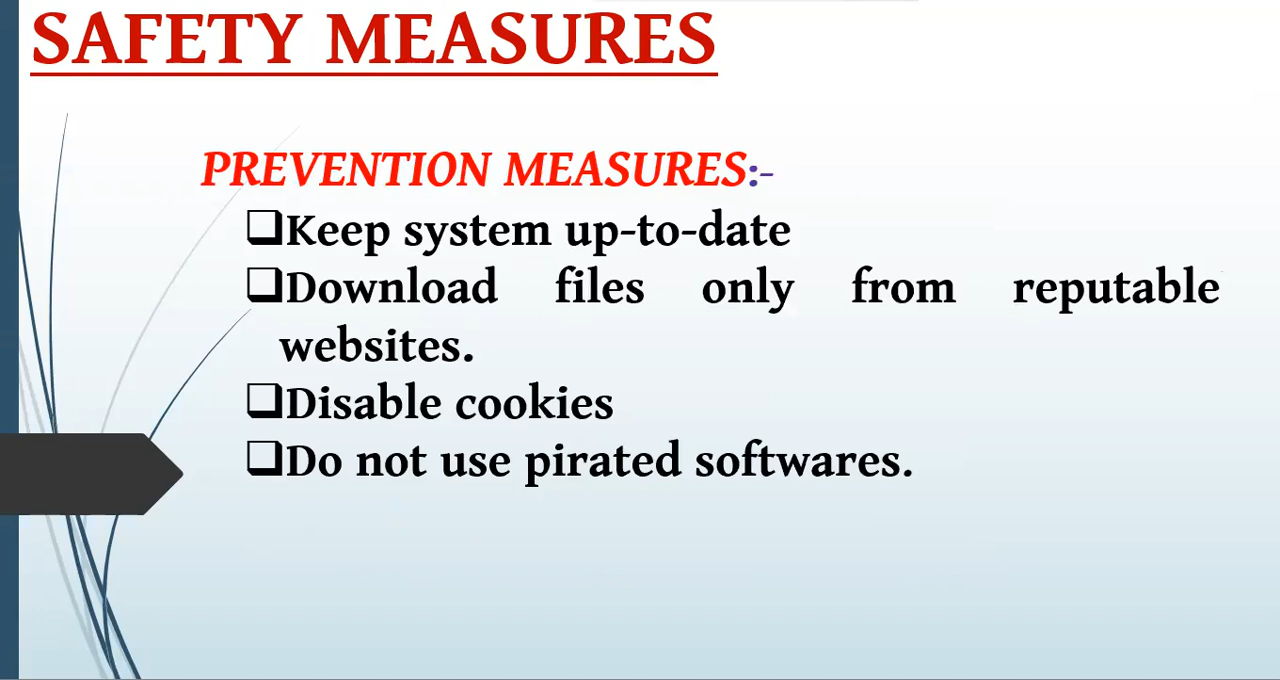 SAFETY MEASURES
PREVENTION MEASURES:-
❑Keep system up-to-date
❑Download files only from reputable
websites.
❑Disable cookies
❑Do not use pirated softwares.